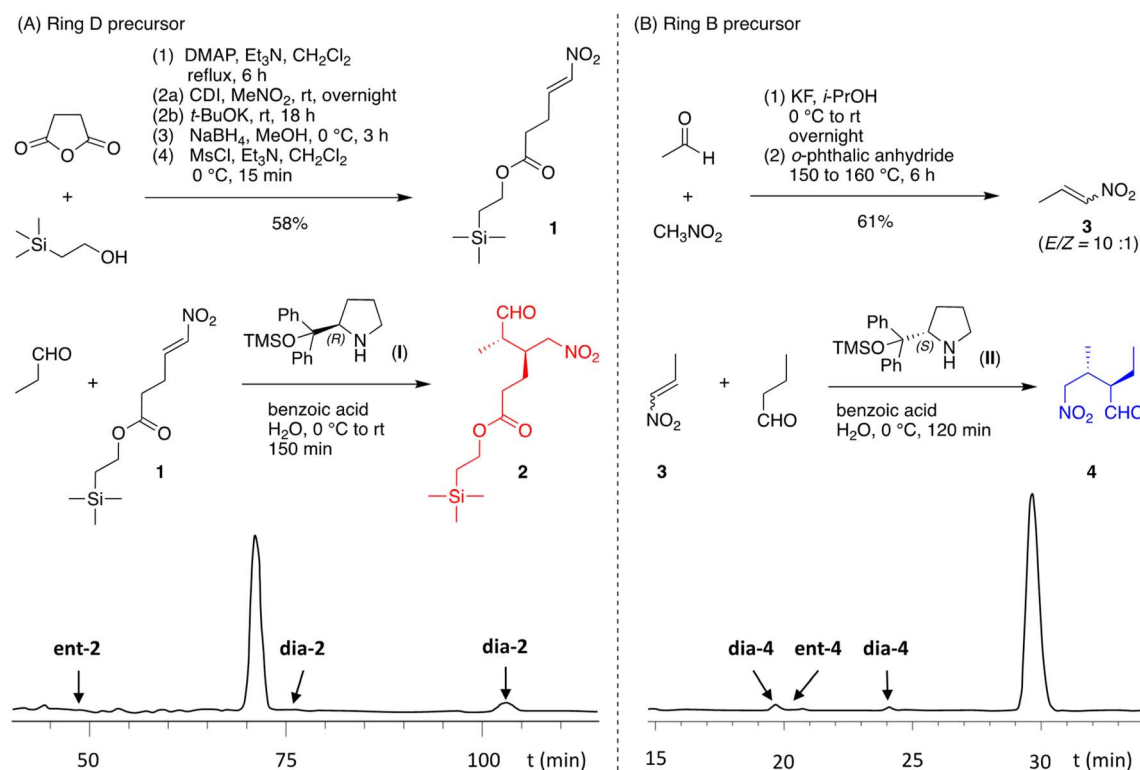 (A) Ring D precursor
(1) DMAP, Et3N, CH2Cl2
reflux, 6 h
(2a) CDI, MeNO2, rt, overnight
(2b) t-BuOK, rt, 18 h
(3) NaBH4, MeOH, 0 °C, 3 h
(4) MsCl, Et3N, CH2Cl2
0 °C, 15 min
58%
O O O
+
Si OH
NO2
O
O
Si
1
CHO
+
NO2
O
O
Si
1
Ph
TMSO
Ph
(R)
N
H
(I)
benzoic acid
H2O, 0 °C to rt
150 min
CHO
NO2
O
O
Si
2
ent-2
dia-2
dia-2
50 75 100 t (min)
(B) Ring B precursor
O
H
+
CH3NO2
(1) KF, i-PrOH
0 °C to rt
overnight
(2) o-phthalic anhydride
150 to 160 °C, 6 h
61%
NO2
3
(E/Z = 10 :1)
NO2
3
+
CHO
Ph
TMSO
Ph
(S)
N
H
(II)
benzoic acid
H2O, 0 °C, 120 min
NO2 CHO
4
dia-4
ent-4
dia-4
15 20 25 30 t (min)